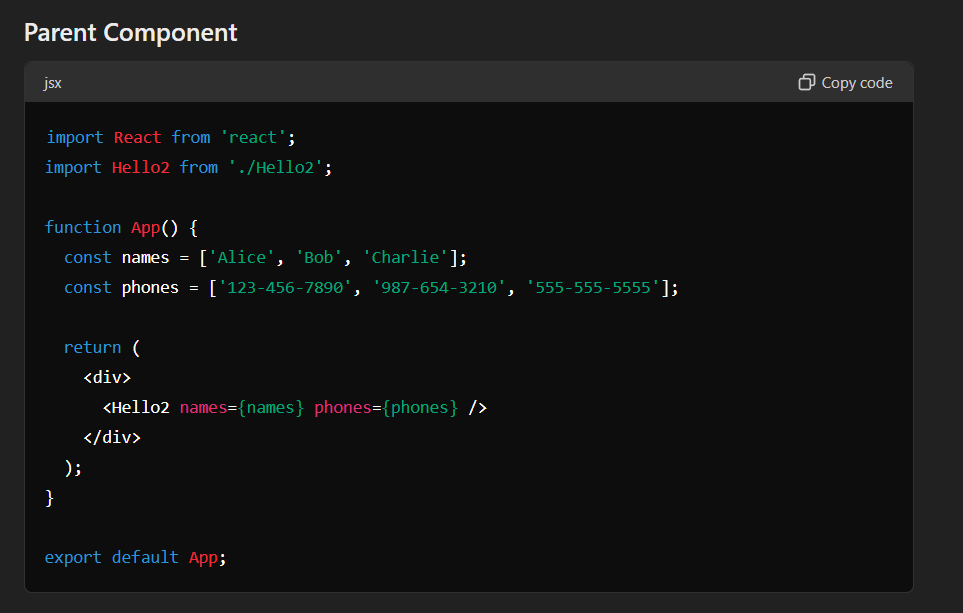 Parent Component
jsx
Copy code
import React from 'react';
import Hello2 from './Hello2';
function App() {
const names = ['Alice', 'Bob', 'Charlie'];
const phones = ['123-456-7890', '987-654-3210', '555-555-5555'];
return (
<div>
<Hello2 names={names} phones={phones} />
</div>
);
}
export default App;